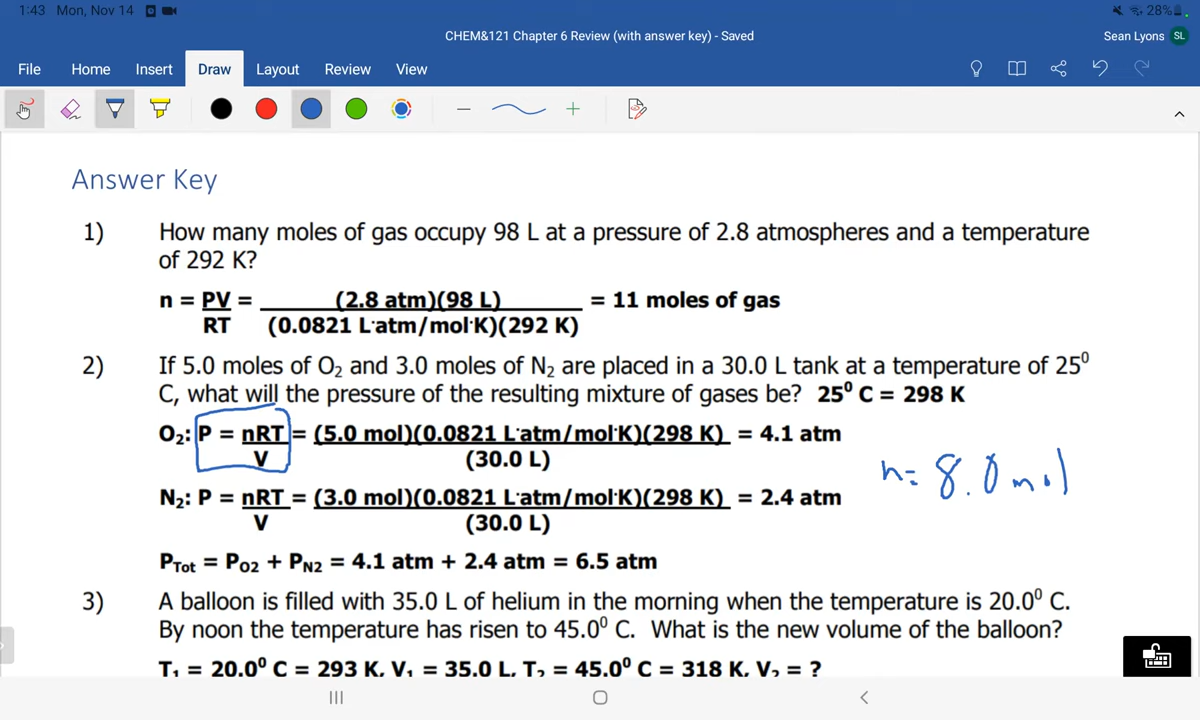 1:43 Mon, Nov 14
28%
CHEM&121 Chapter 6 Review (with answer key) - Saved
Sean Lyons SL
File Home Insert Draw Layout Review View
Answer Key
1) How many moles of gas occupy 98 L at a pressure of 2.8 atmospheres and a temperature
of 292 K?
n = PV = (2.8 atm)(98 L) = 11 moles of gas
RT (0.0821 L·atm/mol·K)(292 K)
2) If 5.0 moles of O₂ and 3.0 moles of N₂ are placed in a 30.0 L tank at a temperature of 25⁰
C, what will the pressure of the resulting mixture of gases be? 25⁰ C = 298 K
O₂: P = nRT = (5.0 mol)(0.0821 L·atm/mol·K)(298 K) = 4.1 atm
V (30.0 L)
n = 8.0 mol
N₂: P = nRT = (3.0 mol)(0.0821 L·atm/mol·K)(298 K) = 2.4 atm
V (30.0 L)
P_Tot = P_O2 + P_N2 = 4.1 atm + 2.4 atm = 6.5 atm
3) A balloon is filled with 35.0 L of helium in the morning when the temperature is 20.0⁰ C.
By noon the temperature has risen to 45.0⁰ C. What is the new volume of the balloon?
T₁ = 20.0⁰ C = 293 K, V₁ = 35.0 L, T₂ = 45.0⁰ C = 318 K, V₂ = ?